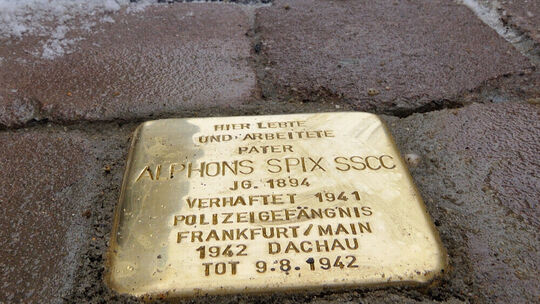 HIER LEBTE
UND ARBEITETE
PATER
ALPHONS SPIX SSCC
JG. 1894
VERHAFTET 1941
POLIZEIGEFÄNGNIS
FRANKFURT/MAIN
1942 DACHAU
TOT 9.8.1942